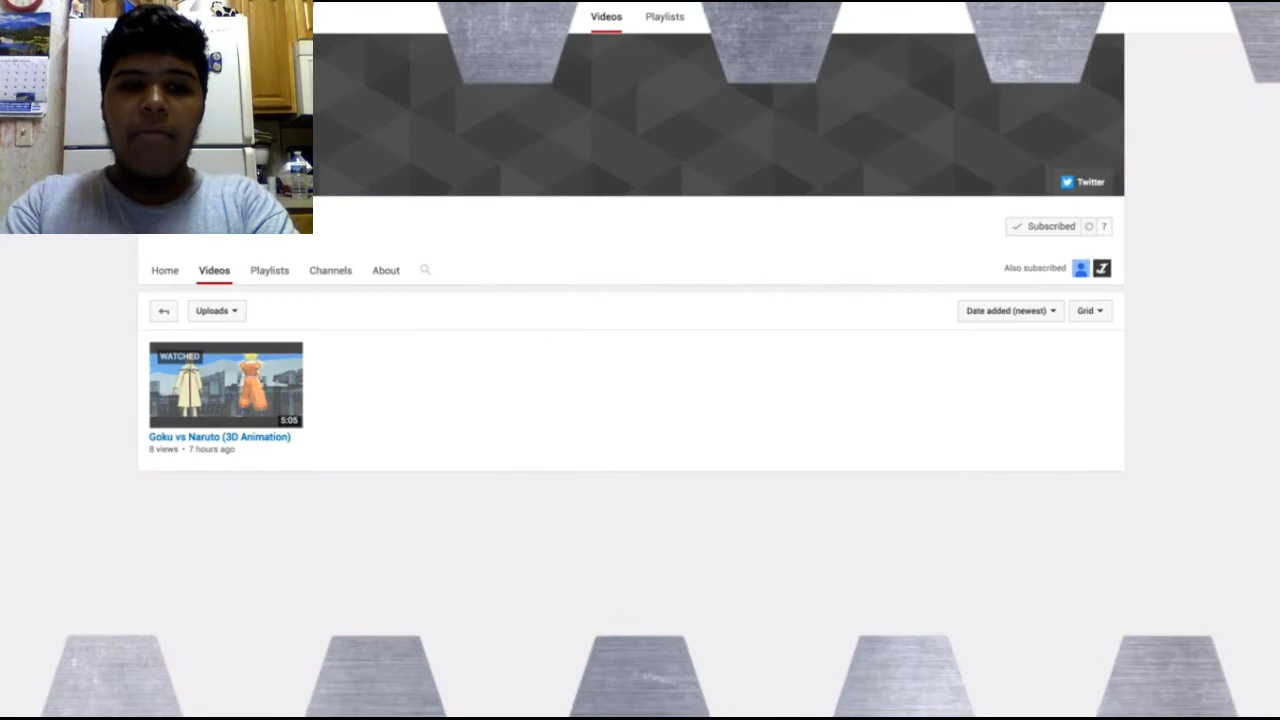 Videos Playlists
Twitter
Subscribed 7
Home Videos Playlists Channels About
Also subscribed
Uploads Date added (newest) Grid
WATCHED
5:05
Goku vs Naruto (3D Animation)
8 views • 7 hours ago